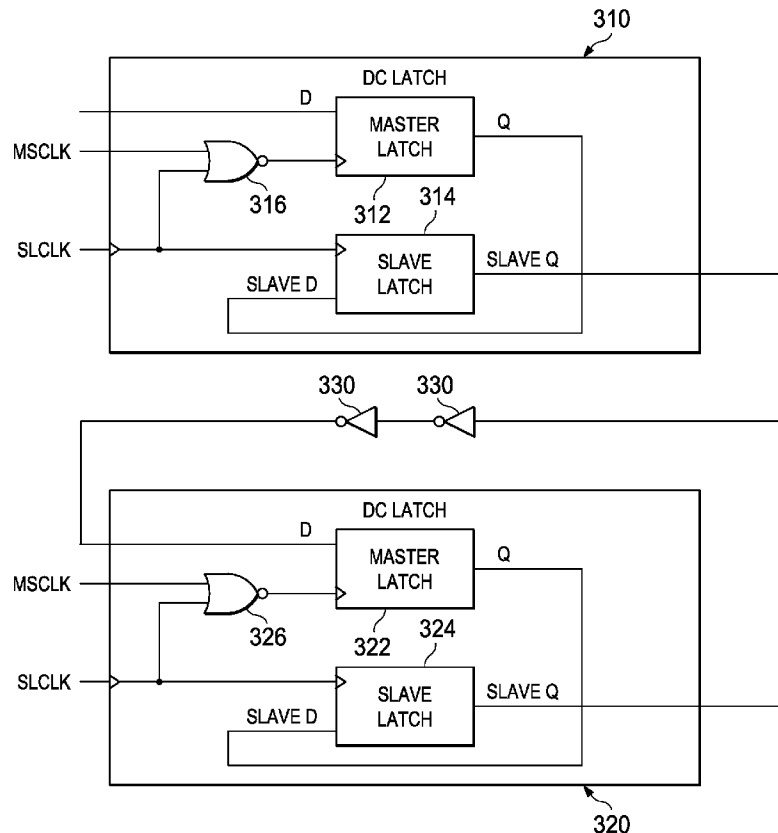 310
DC LATCH
D
MASTER
LATCH
Q
MSCLK
316
312
314
SLCLK
SLAVE
LATCH
SLAVE Q
SLAVE D
330
330
DC LATCH
D
MASTER
LATCH
Q
MSCLK
326
322
324
SLCLK
SLAVE
LATCH
SLAVE Q
SLAVE D
320